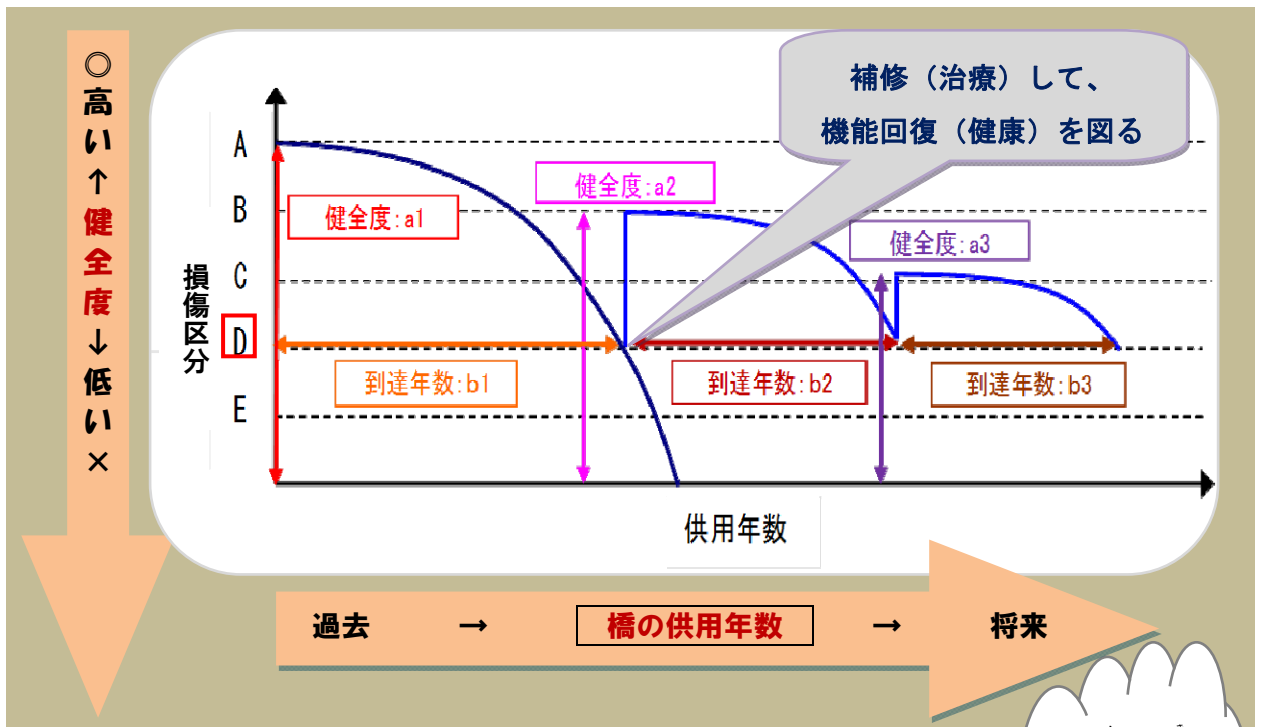 ◎高い↑健全度↓低い×
補修（治療）して、
機能回復（健康）を図る
損傷区分
A
B
C
D
E
健全度:a1
健全度:a2
健全度:a3
到達年数:b1
到達年数:b2
到達年数:b3
供用年数
過去 → 橋の供用年数 → 将来